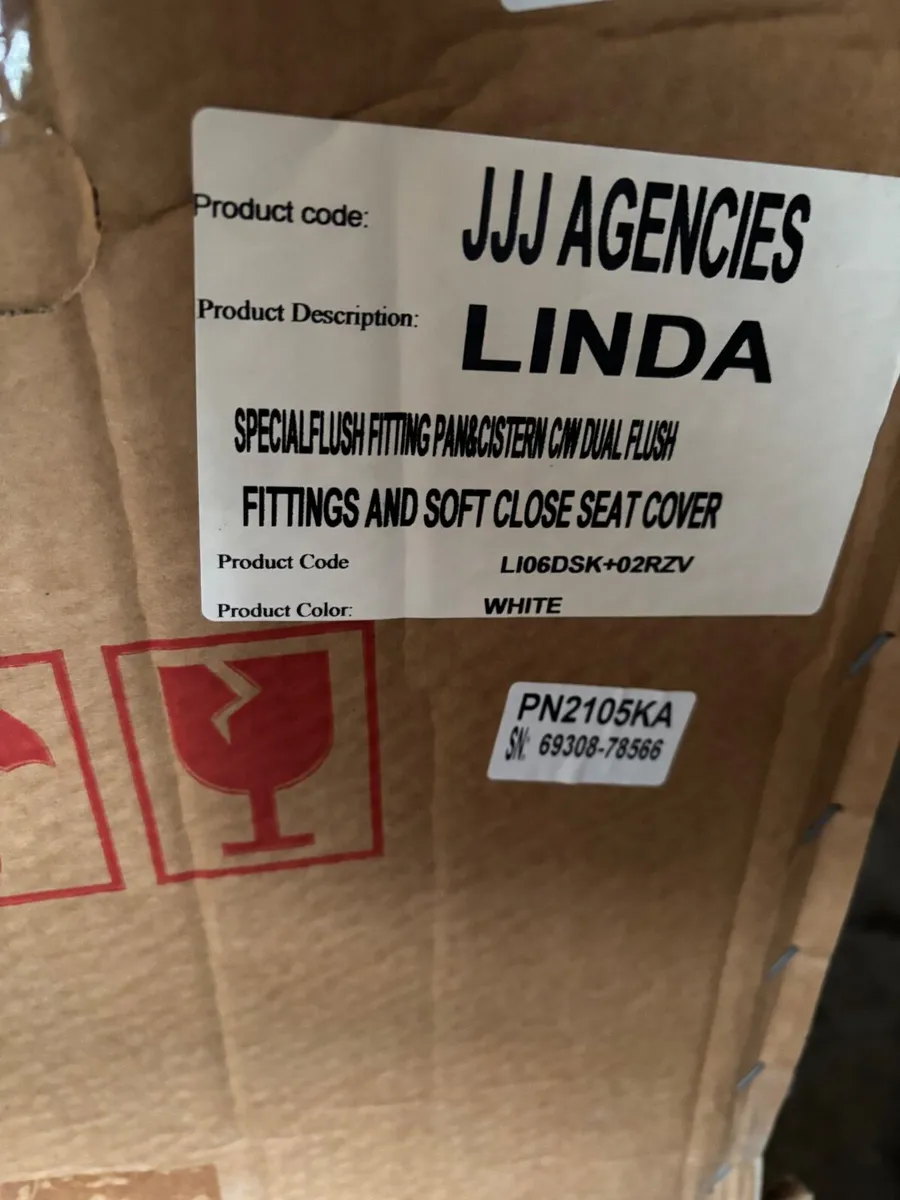 Product code: JJJ AGENCIES
Product Description: LINDA
SPECIALFLUSH FITTING PAN&CISTERN C/W DUAL FLUSH
FITTINGS AND SOFT CLOSE SEAT COVER
Product Code LI06DSK+02RZV
Product Color: WHITE
PN2105KA
SN: 69308-78566